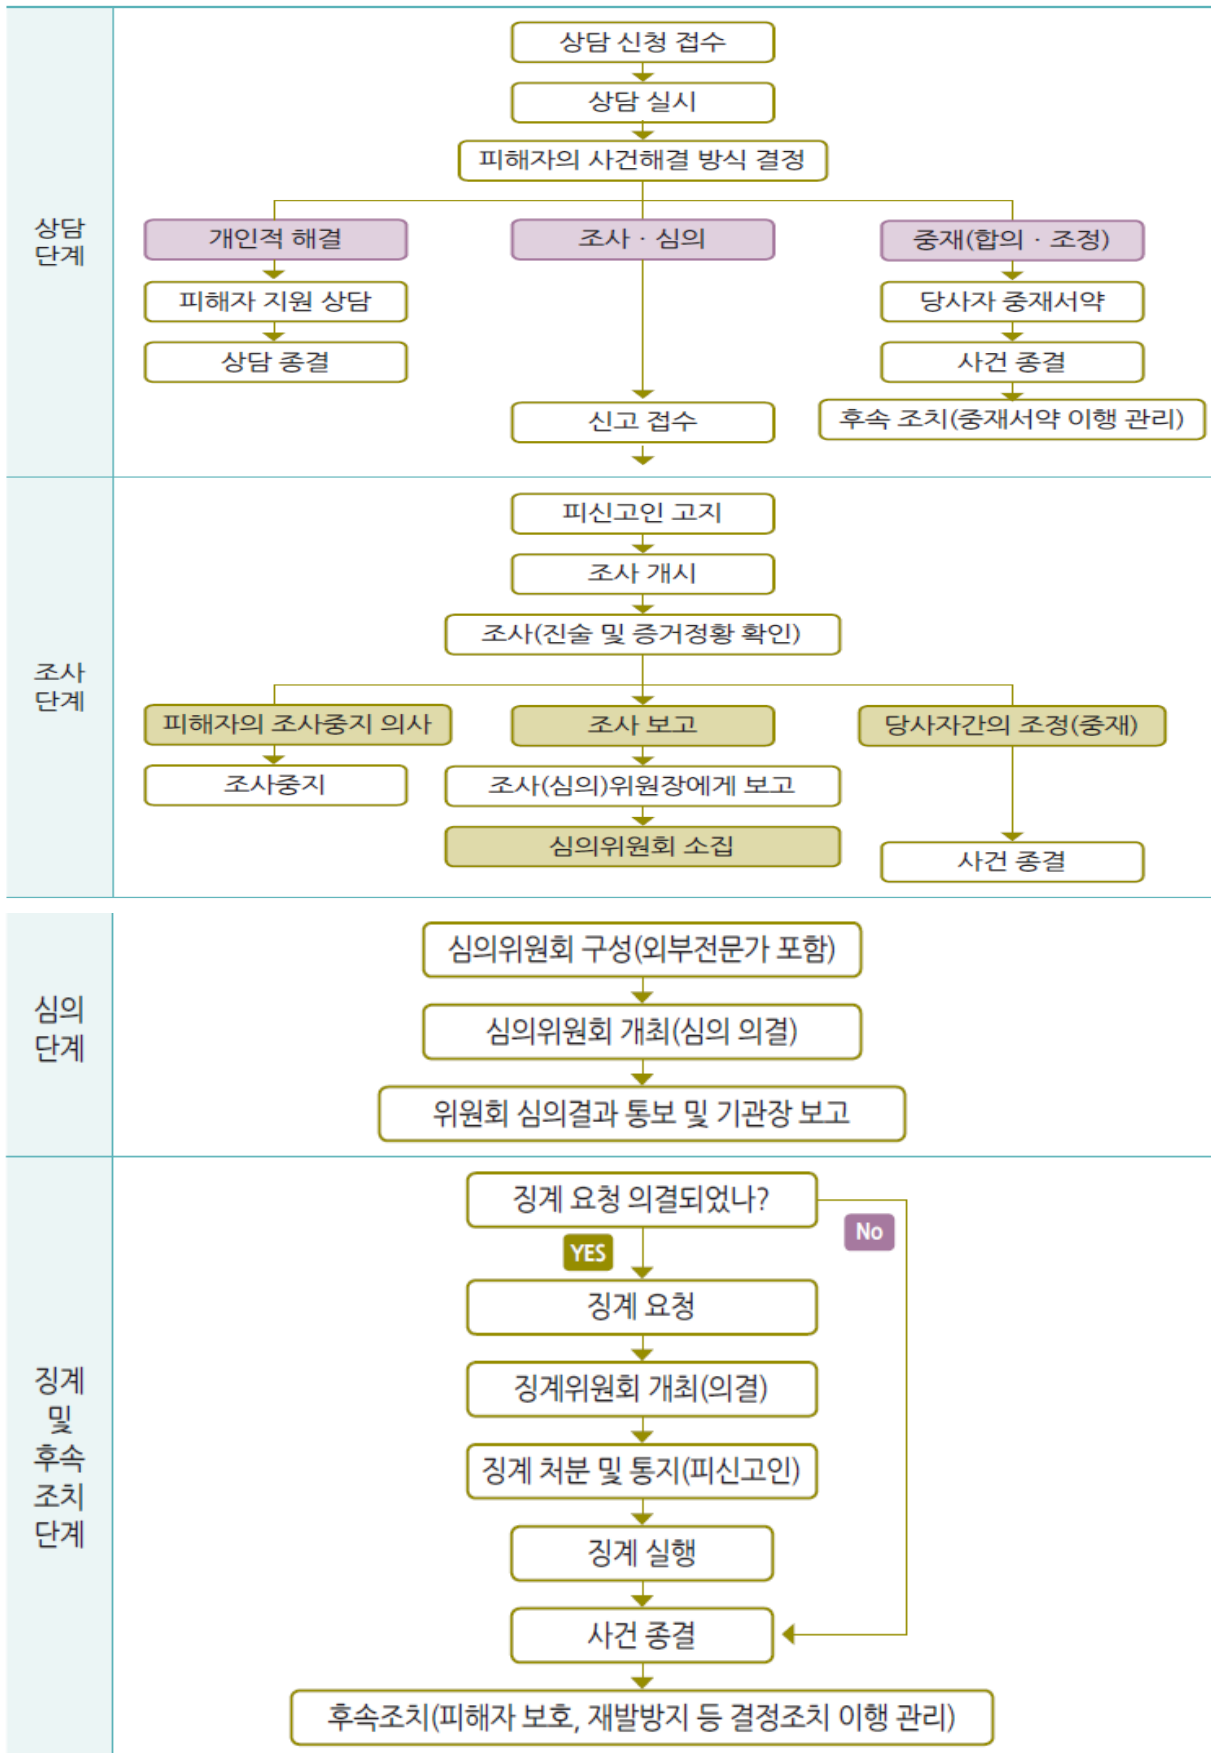 상담
단계
상담 신청 접수
상담 실시
피해자의 사건해결 방식 결정
개인적 해결
조사 · 심의
중재(합의 · 조정)
피해자 지원 상담
당사자 중재서약
상담 종결
사건 종결
신고 접수
후속 조치(중재서약 이행 관리)
조사
단계
피신고인 고지
조사 개시
조사(진술 및 증거정황 확인)
피해자의 조사중지 의사
조사 보고
당사자간의 조정(중재)
조사중지
조사(심의)위원장에게 보고
심의위원회 소집
사건 종결
심의
단계
심의위원회 구성(외부전문가 포함)
심의위원회 개최(심의 의결)
위원회 심의결과 통보 및 기관장 보고
징계
및
후속
조치
단계
징계 요청 의결되었나?
No
YES
징계 요청
징계위원회 개최(의결)
징계 처분 및 통지(피신고인)
징계 실행
사건 종결
후속조치(피해자 보호, 재발방지 등 결정조치 이행 관리)